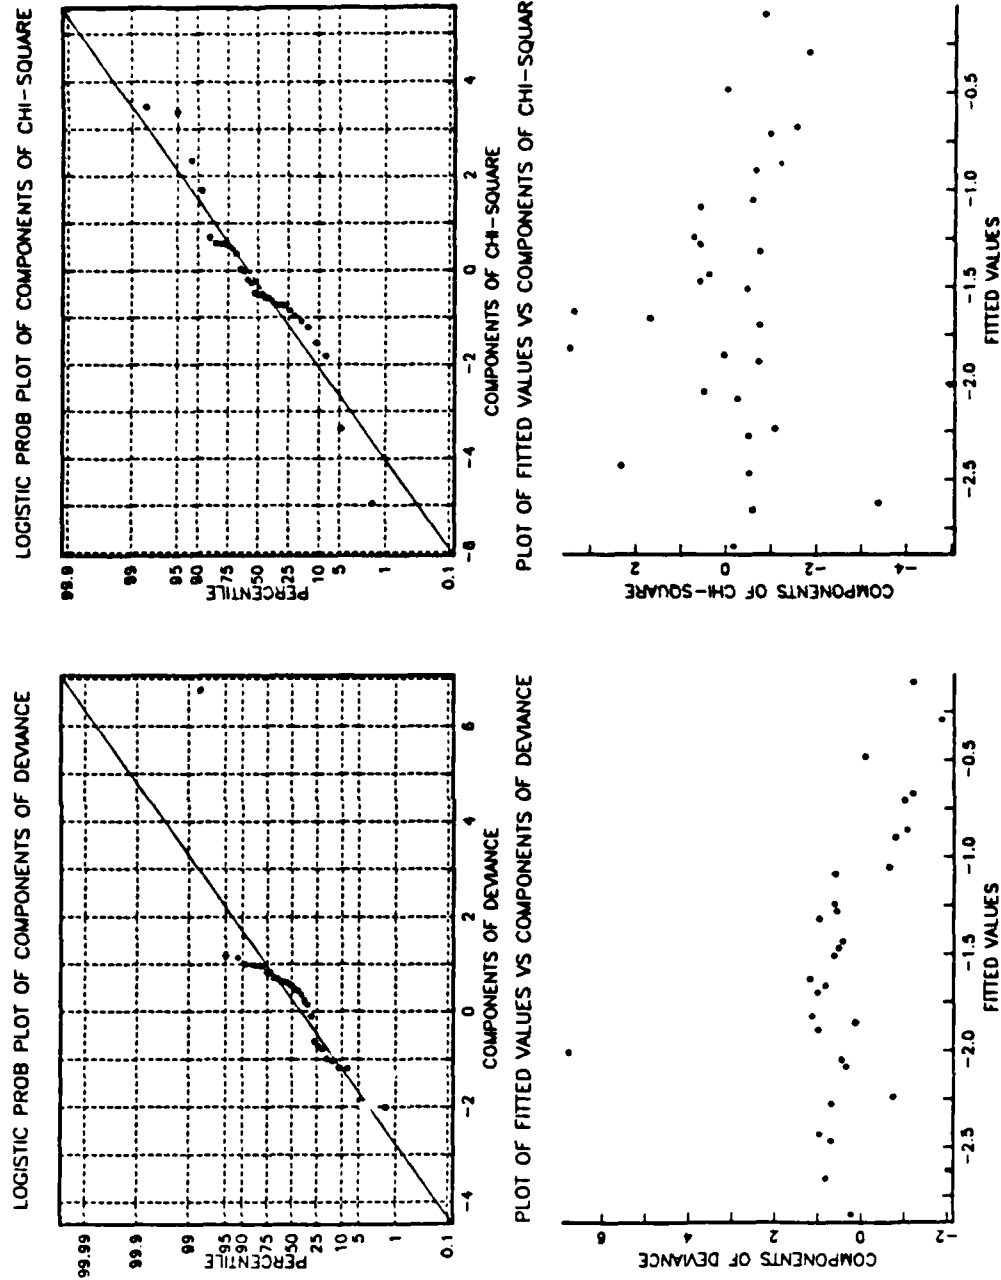 LOGISTIC PROB PLOT OF COMPONENTS OF DEVIANCE
PERCENTILE
99.99
99.9
99
95
90
75
50
25
10
5
1
0.1
-4 -2 0 2 4 6
COMPONENTS OF DEVIANCE
LOGISTIC PROB PLOT OF COMPONENTS OF CHI-SQUARE
PERCENTILE
99.9
99
95
90
75
50
25
10
5
1
0.1
-6 -4 -2 0 2 4
COMPONENTS OF CHI-SQUARE
PLOT OF FITTED VALUES VS COMPONENTS OF DEVIANCE
COMPONENTS OF DEVIANCE
6
4
2
0
-2
-2.5 -2.0 -1.5 -1.0 -0.5
FITTED VALUES
PLOT OF FITTED VALUES VS COMPONENTS OF CHI-SQUAR
COMPONENTS OF CHI-SQUARE
2
0
-2
-4
-2.5 -2.0 -1.5 -1.0 -0.5
FITTED VALUES